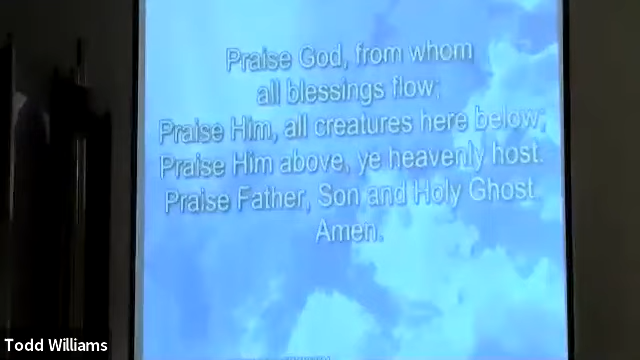 Praise God, from whom
all blessings flow;
Praise Him, all creatures here below;
Praise Him above, ye heavenly host.
Praise Father, Son and Holy Ghost.
Amen.
Todd Williams